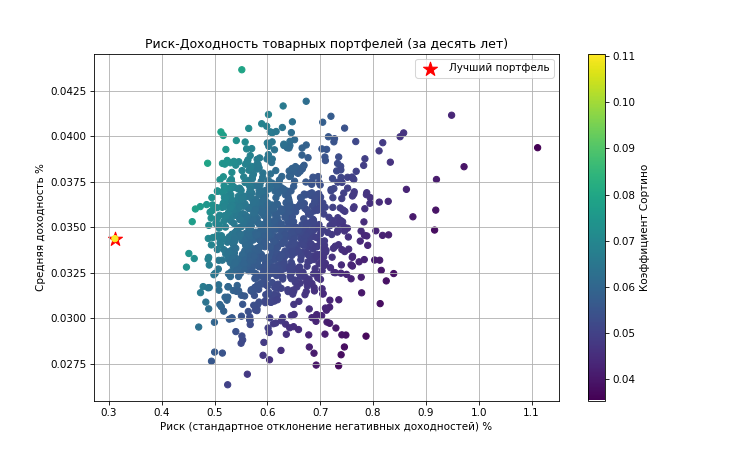 Риск-Доходность товарных портфелей (за десять лет)
Лучший портфель
0.0425
0.0400
0.0375
0.0350
0.0325
0.0300
0.0275
Средняя доходность %
0.3 0.4 0.5 0.6 0.7 0.8 0.9 1.0 1.1
Риск (стандартное отклонение негативных доходностей) %
0.11
0.10
0.09
0.08
0.07
0.06
0.05
0.04
Коэффициент Сортино